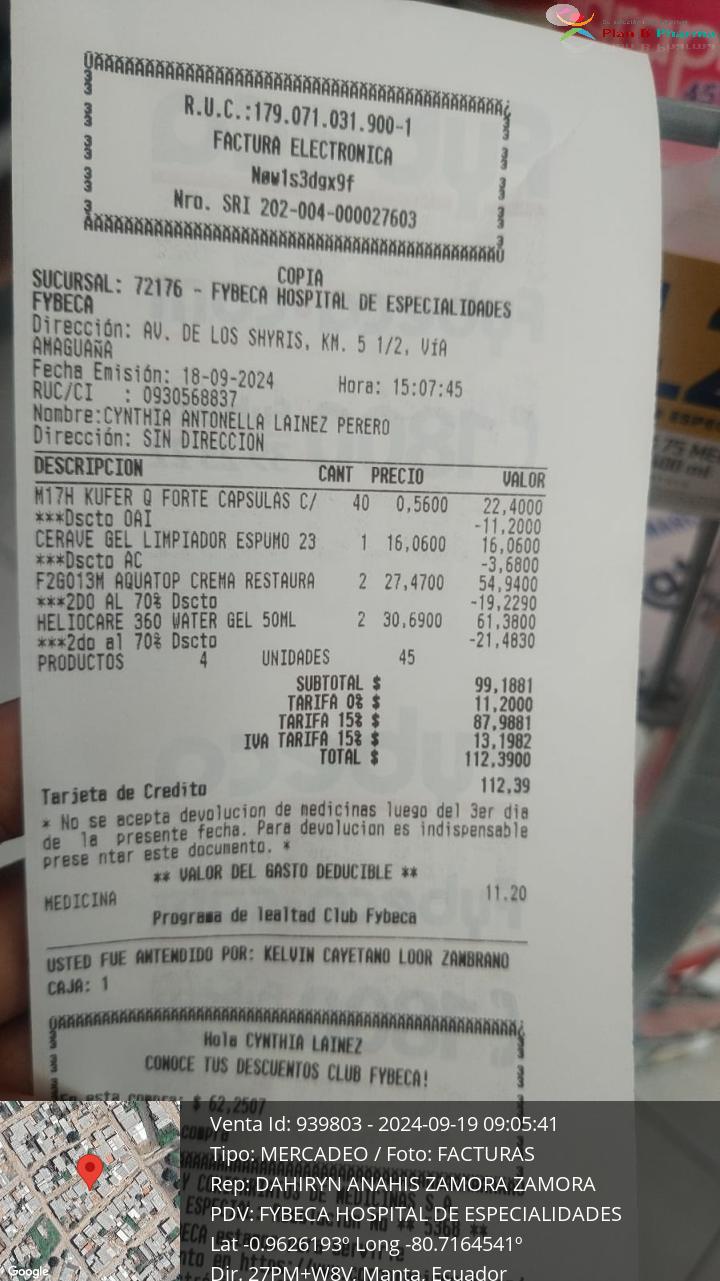 Plan B Pharma
R.U.C.:179.071.031.900-1
FACTURA ELECTRONICA
Nøw1s3dgx9f
Nro. SRI 202-004-000027603
COPIA
SUCURSAL: 72176 - FYBECA HOSPITAL DE ESPECIALIDADES
FYBECA
Dirección: AV. DE LOS SHYRIS, KM. 5 1/2, VíA
AMAGUAÑA
Fecha Emisión: 18-09-2024 Hora: 15:07:45
RUC/CI : 0930568837
Nombre:CYNTHIA ANTONELLA LAINEZ PERERO
Dirección: SIN DIRECCION
DESCRIPCION CANT PRECIO VALOR
M17H KUFER Q FORTE CAPSULAS C/ 40 0,5600 22,4000
***Dscto OAI -11,2000
CERAVE GEL LIMPIADOR ESPUMO 23 1 16,0600 16,0600
***Dscto AC -3,6800
F2GO13M AQUATOP CREMA RESTAURA 2 27,4700 54,9400
***2DO AL 70% Dscto -19,2290
HELIOCARE 360 WATER GEL 50ML 2 30,6900 61,3800
***2do al 70% Dscto -21,4830
PRODUCTOS 4 UNIDADES 45
SUBTOTAL $ 99,1881
TARIFA 0% $ 11,2000
TARIFA 15% $ 87,9881
IVA TARIFA 15% $ 13,1982
TOTAL $ 112,3900
Tarjeta de Credito 112,39
* No se acepta devolucion de medicinas luego del 3er dia
de la presente fecha. Para devolucion es indispensable
prese ntar este documento. *
** VALOR DEL GASTO DEDUCIBLE **
MEDICINA 11.20
Programa de lealtad Club Fybeca
USTED FUE ANTENDIDO POR: KELVIN CAYETANO LOOR ZAMBRANO
CAJA: 1
Hola CYNTHIA LAINEZ
CONOCE TUS DESCUENTOS CLUB FYBECA!
En esta compra: $ 62,2507
Venta Id: 939803 - 2024-09-19 09:05:41
Tipo: MERCADEO / Foto: FACTURAS
Rep: DAHIRYN ANAHIS ZAMORA ZAMORA
PDV: FYBECA HOSPITAL DE ESPECIALIDADES
Lat -0.9626193º Long -80.7164541º
Dir. 27PM+W8V, Manta, Ecuador
Google